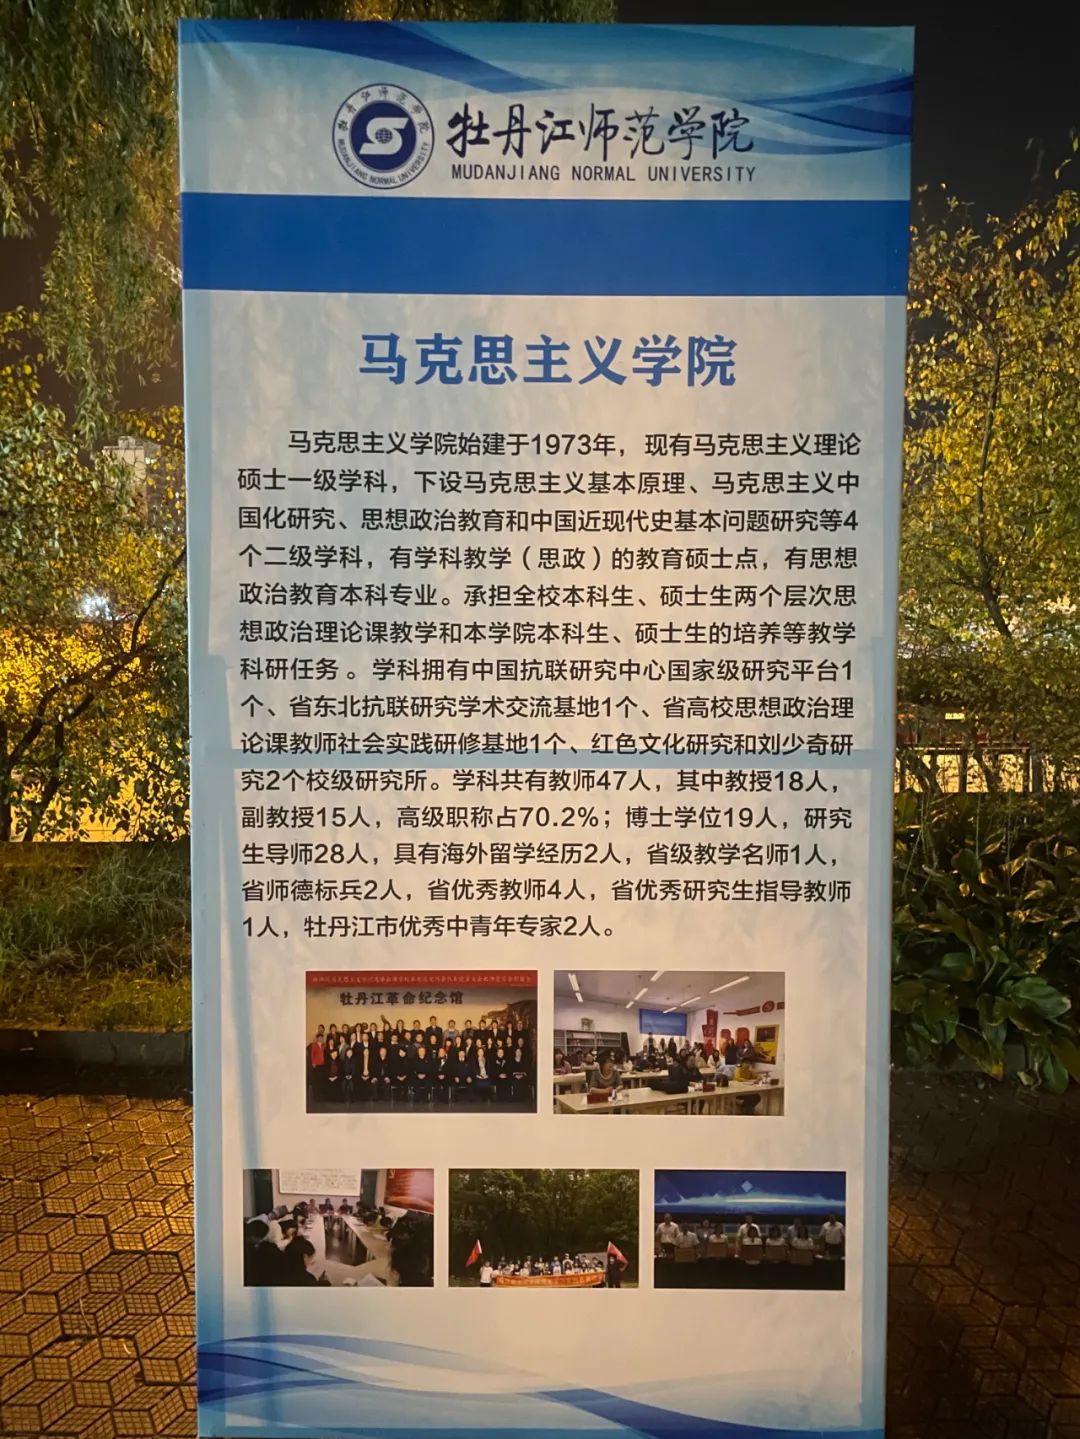 牡丹江师范学院
MUDANJIANG NORMAL UNIVERSITY
牡丹江师范学院
MUDANJIANG NORMAL UNIVERSITY
马克思主义学院
马克思主义学院始建于1973年，现有马克思主义理论
硕士一级学科，下设马克思主义基本原理、马克思主义中
国化研究、思想政治教育和中国近现代史基本问题研究等4
个二级学科，有学科教学（思政）的教育硕士点，有思想
政治教育本科专业。承担全校本科生、硕士生两个层次思
想政治理论课教学和本学院本科生、硕士生的培养等教学
科研任务 。学科拥有中国抗联研究中心国家级研究平台1
个、省东北抗联研究学术交流基地1个、省高校思想政治理
论课教师社会实践研修基地1个、红色文化研究和刘少奇研
究2个校级研究所。学科共有教师47人，其中教授18人，
副教授15人，高级职称占70.2%；博士学位19人，研究
生导师28人，具有海外留学经历2人，省级教学名师1人，
省师德标兵2人，省优秀教师4人，省优秀研究生指导教师
1人，牡丹江市优秀中青年专家2人。
牡丹江革命纪念馆